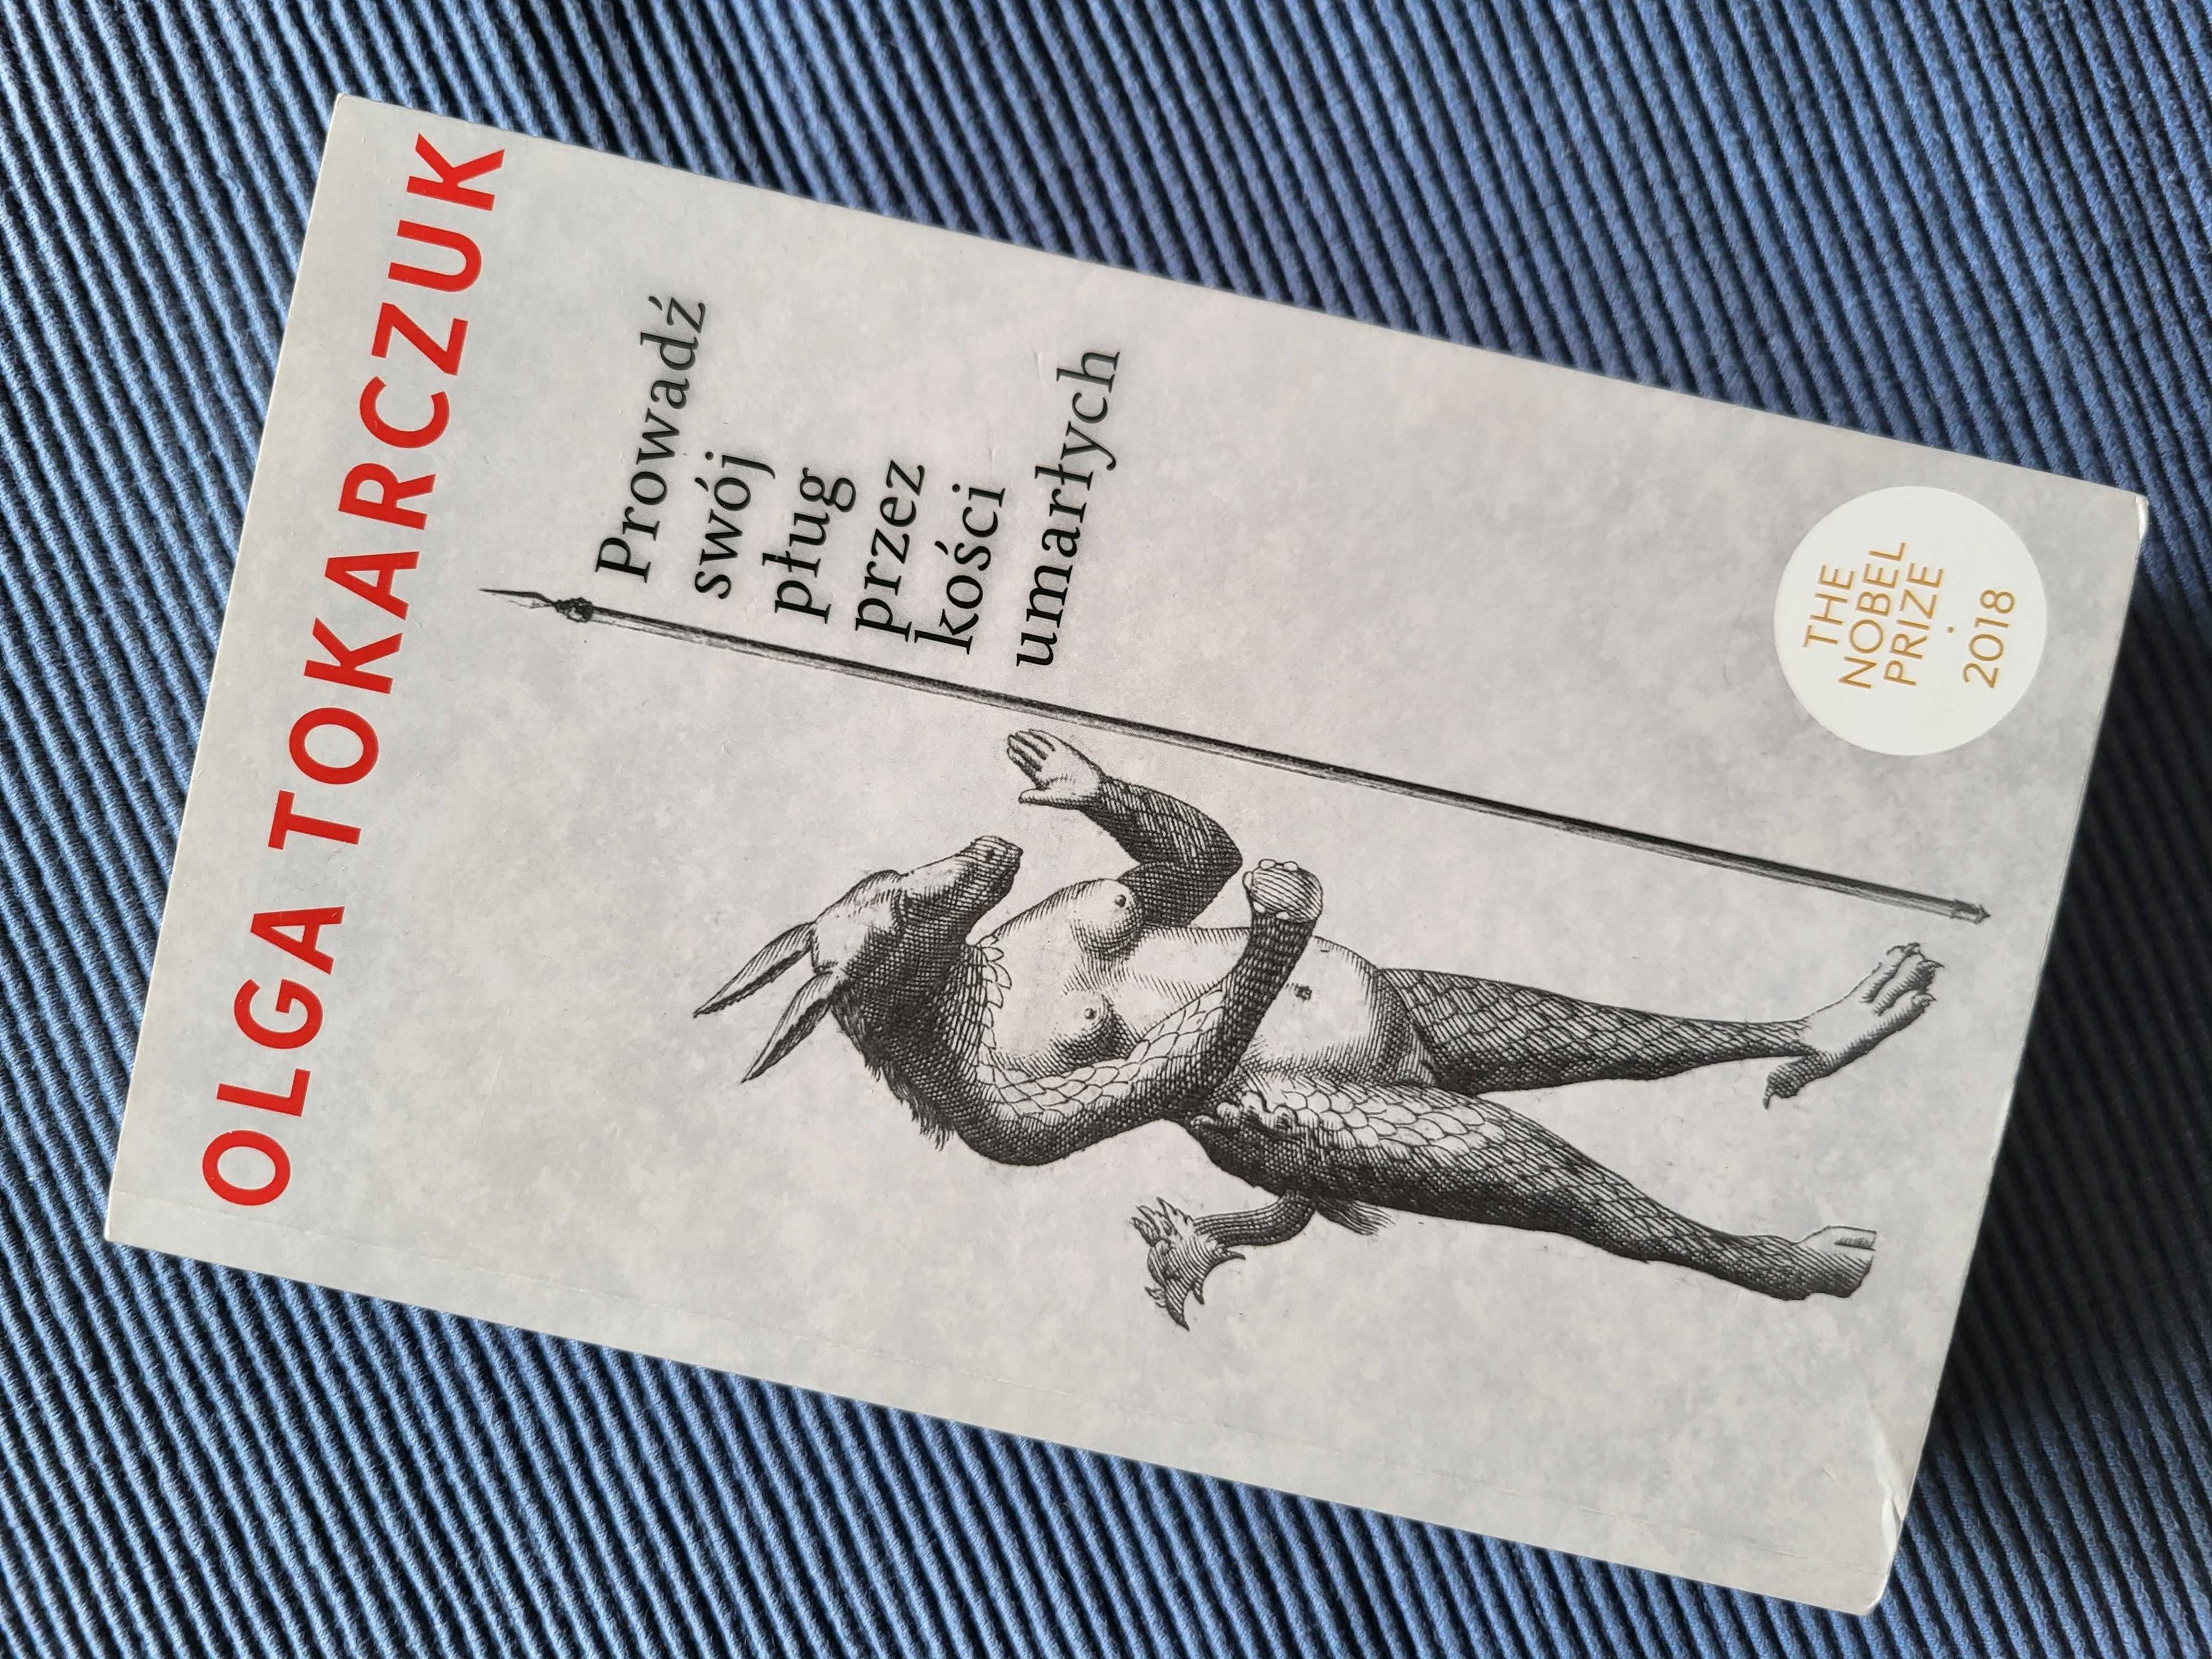 OLGA TOKARCZUK
Prowadź
swój
pług
przez
kości
umarłych
THE
NOBEL
PRIZE
·
2018